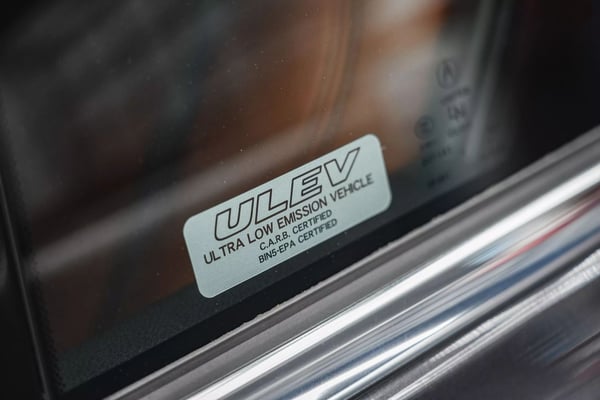 ULEV
ULTRA LOW EMISSION VEHICLE
C.A.R.B. CERTIFIED
BIN5-EPA CERTIFIED